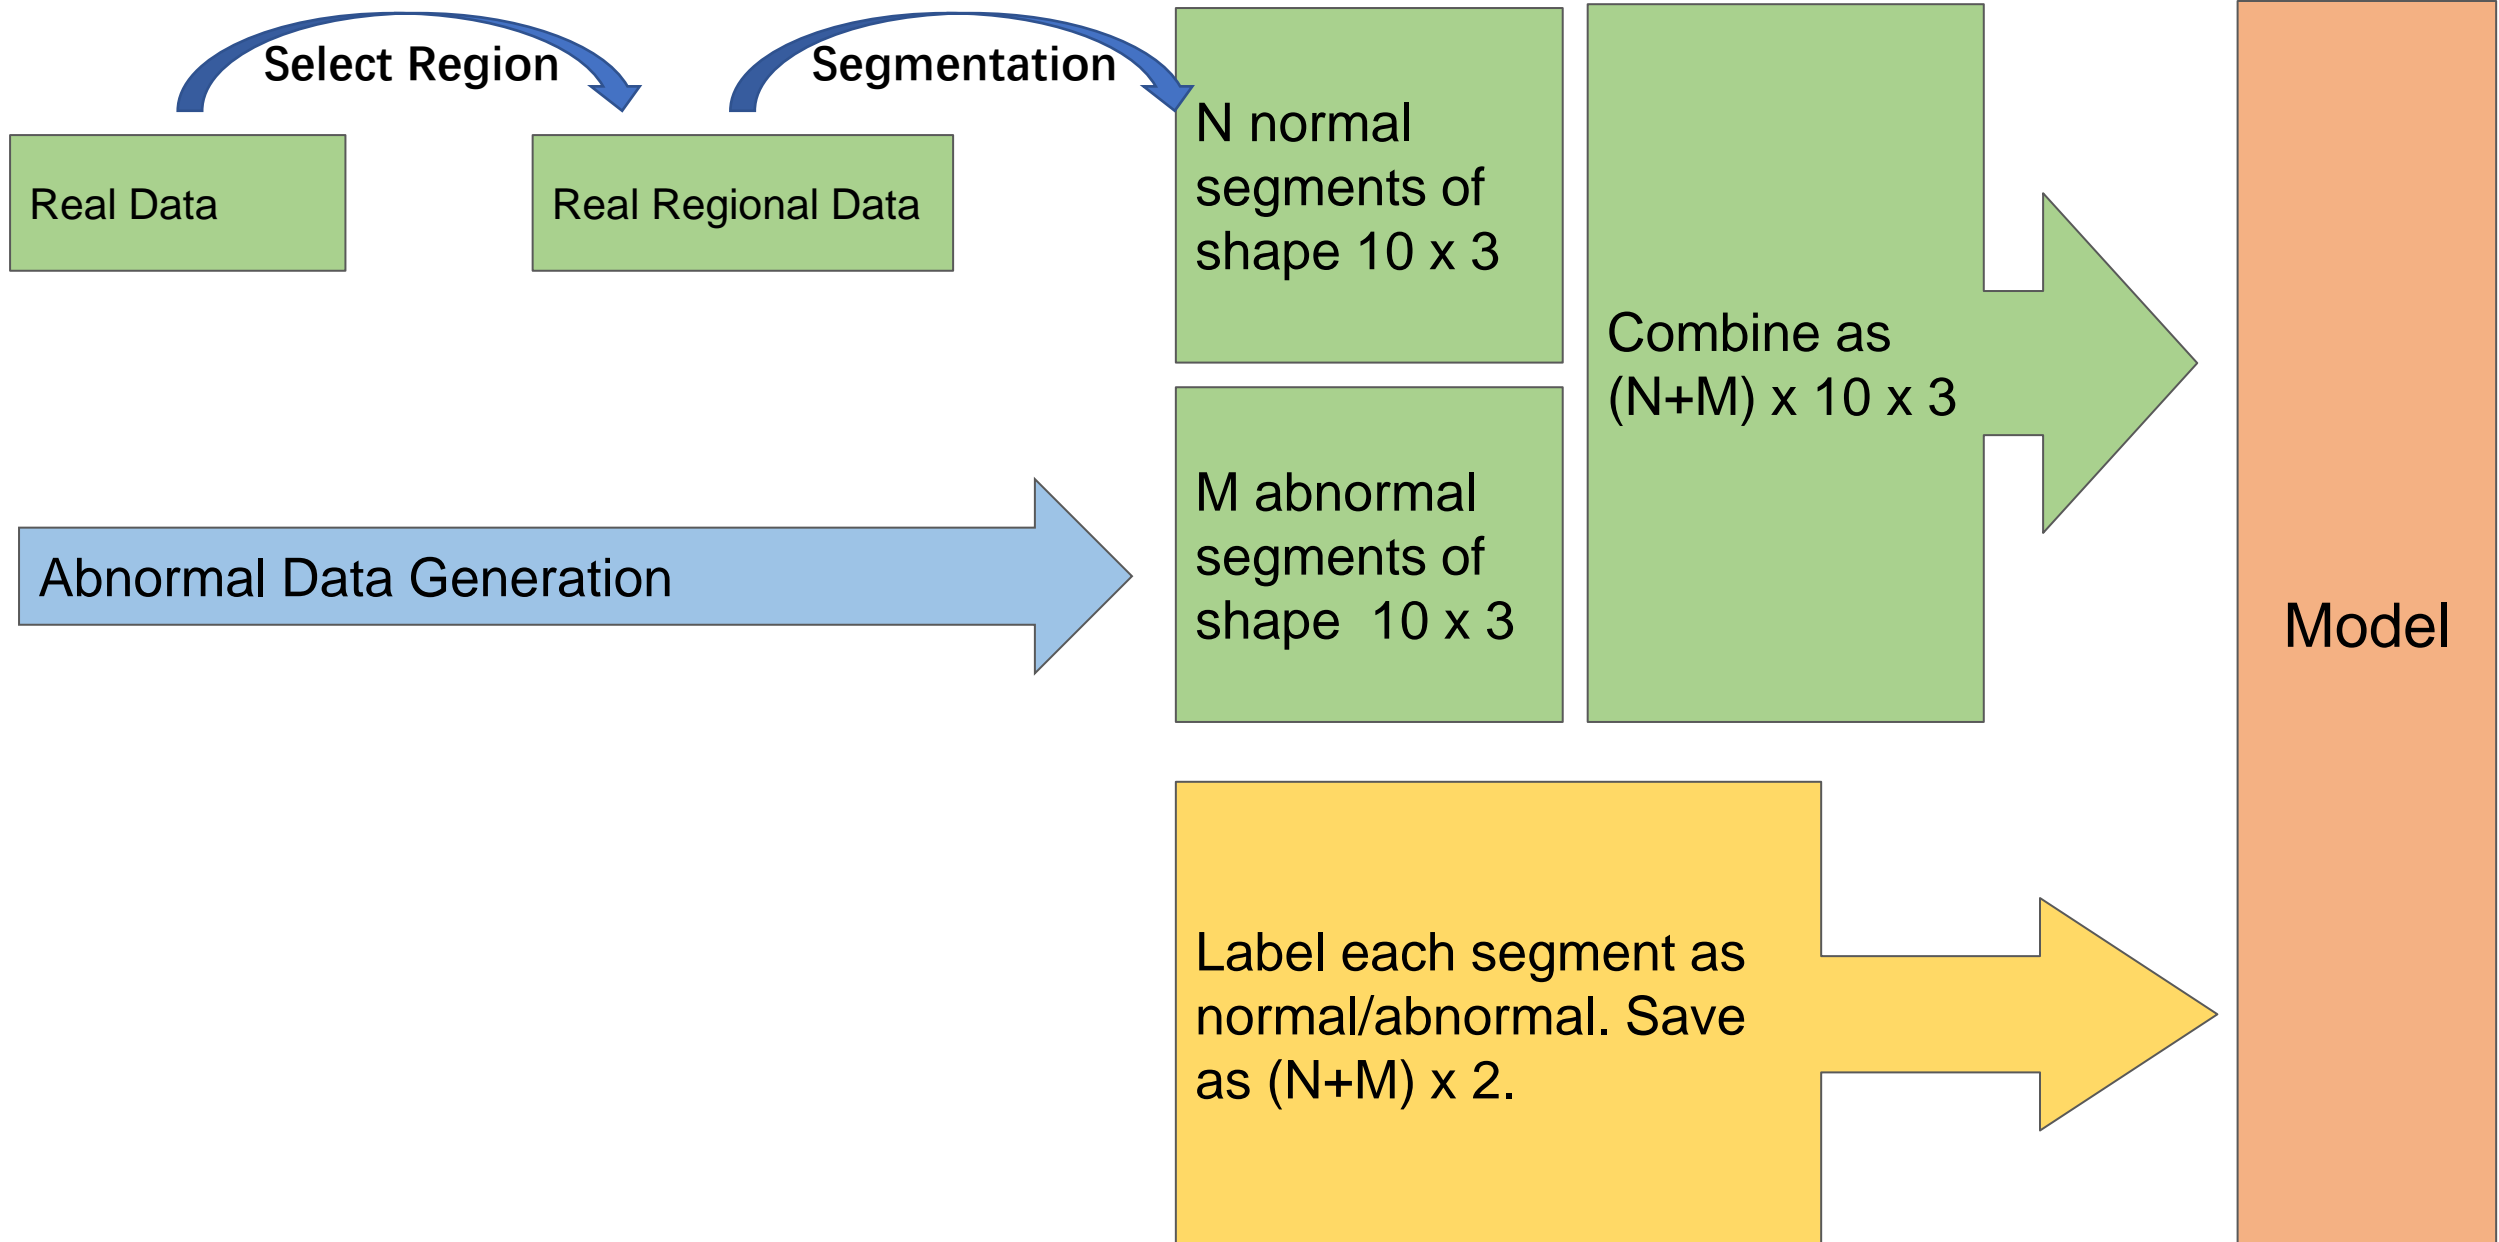 Select Region
Segmentation
Real Data
Real Regional Data
N normal
segments of
shape 10 x 3
Combine as
(N+M) x 10 x 3
M abnormal
segments of
shape  10 x 3
Abnormal Data Generation
Model
Label each segment as
normal/abnormal. Save
as (N+M) x 2.